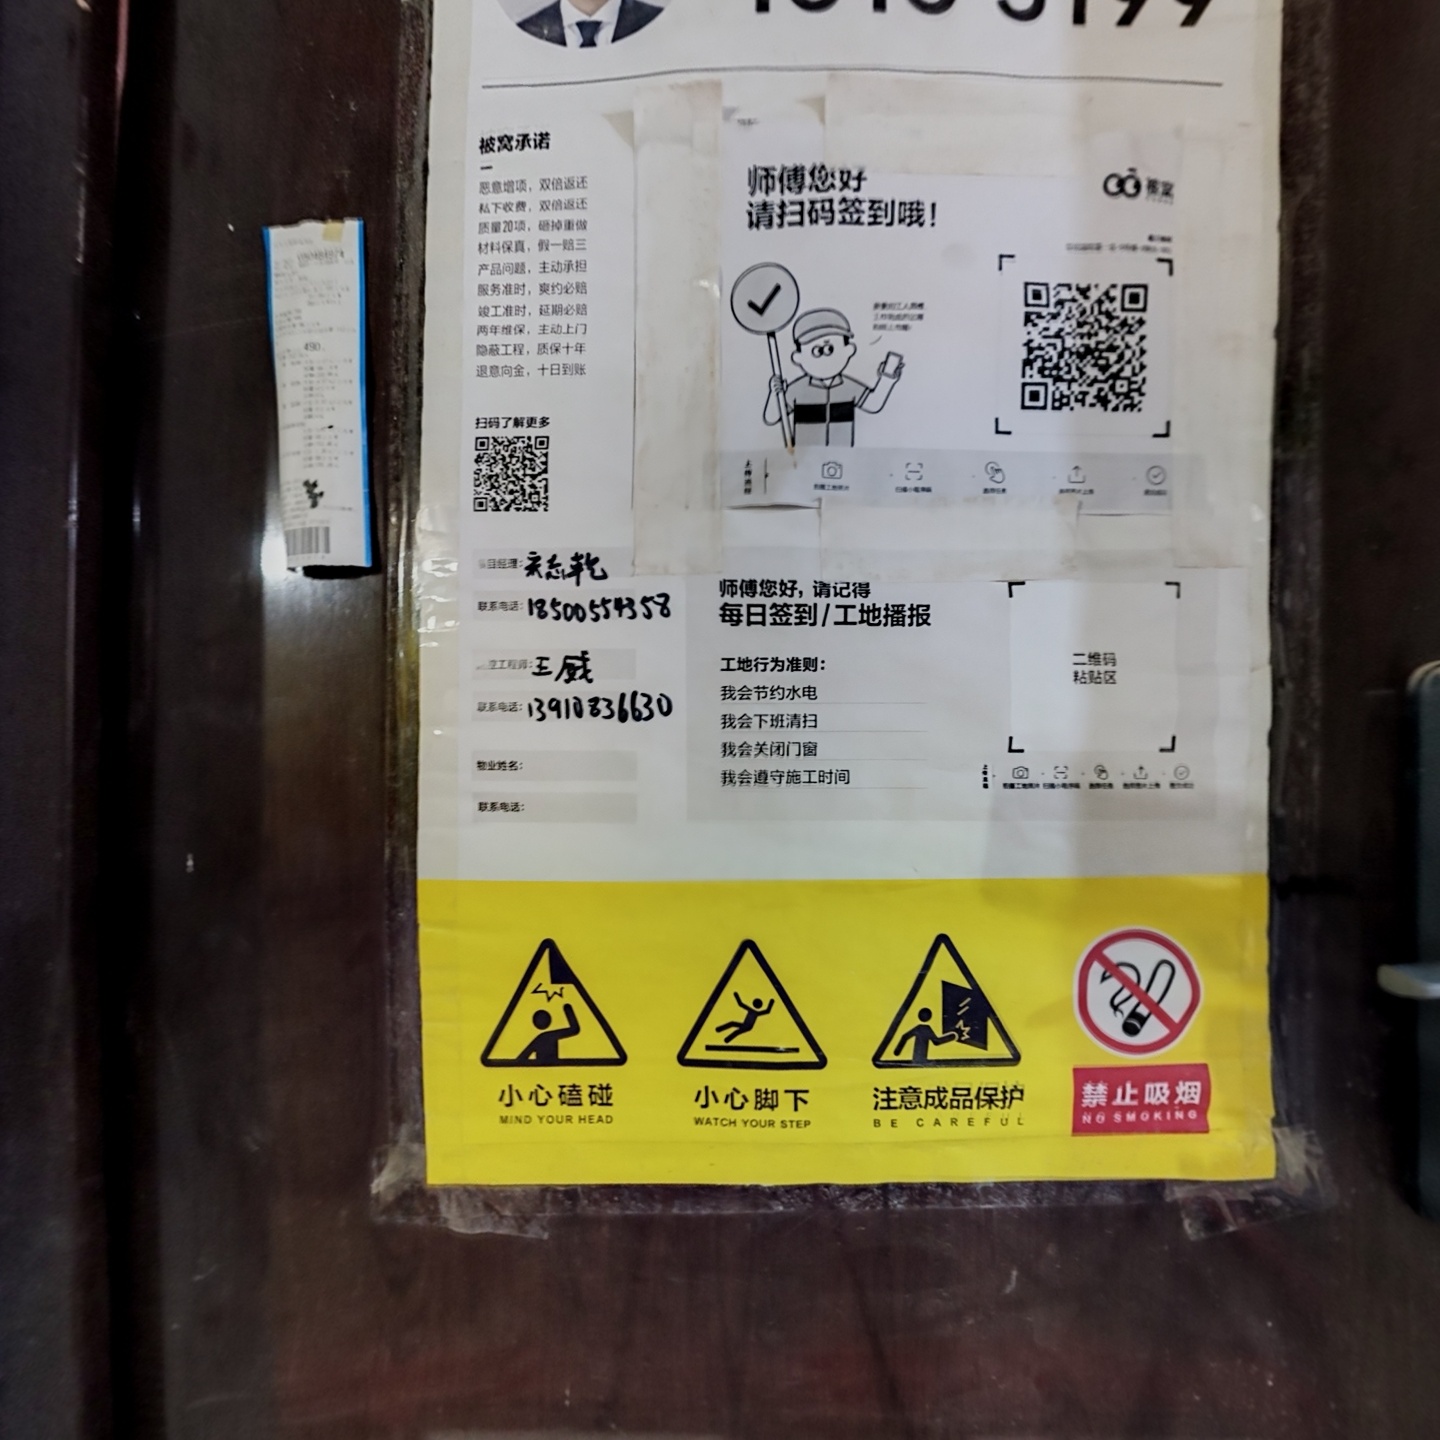 被窝承诺
恶意增项，双倍返还
私下收费，双倍返还
质量20项，砸掉重做
材料保真，假一赔三
产品问题，主动承担
服务准时，爽约必赔
竣工准时，延期必赔
两年维保，主动上门
隐蔽工程，质保十年
退意向金，十日到账
扫码了解更多
师傅您好
请扫码签到哦！
被窝
项目经理：
联系电话：18500554358
工程师：王威
联系电话：13910836630
物业姓名：
联系电话：
师傅您好，请记得
每日签到/工地播报
工地行为准则：
我会节约水电
我会下班清扫
我会关闭门窗
我会遵守施工时间
二维码
粘贴区
小心磕碰
MIND YOUR HEAD
小心脚下
WATCH YOUR STEP
注意成品保护
BE CAREFUL
禁止吸烟
NO SMOKING